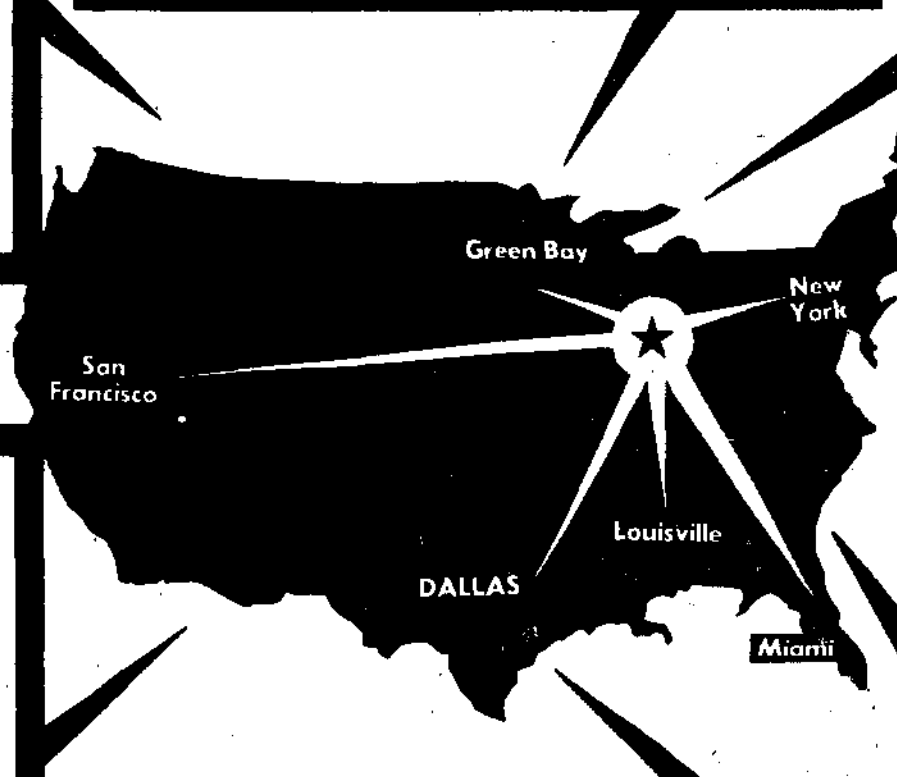 Green Bay
New
York
San
Francisco
Louisville
DALLAS
Miami